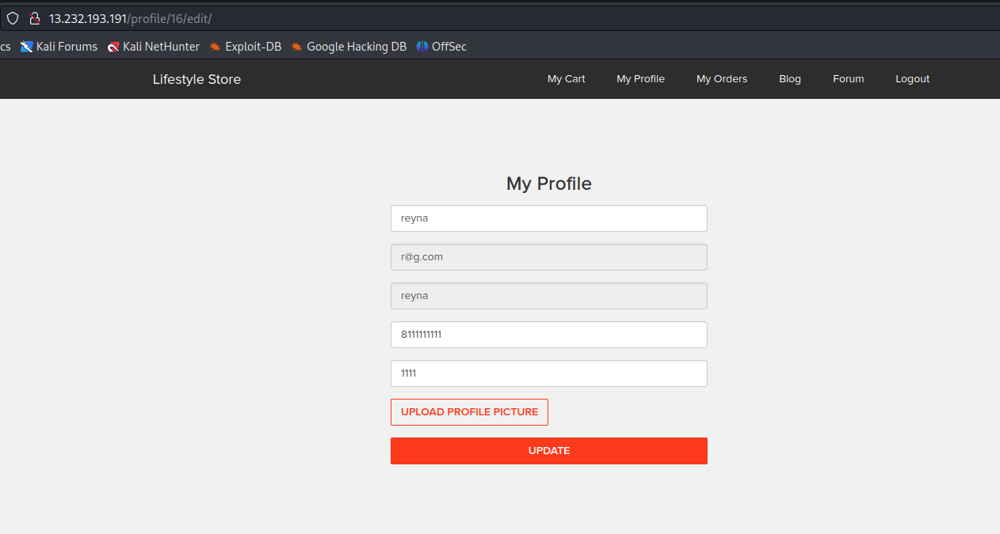 13.232.193.191/profile/16/edit/
cs Kali Forums Kali NetHunter Exploit-DB Google Hacking DB OffSec
Lifestyle Store My Cart My Profile My Orders Blog Forum Logout
My Profile
reyna
r@g.com
reyna
8111111111
1111
UPLOAD PROFILE PICTURE
UPDATE